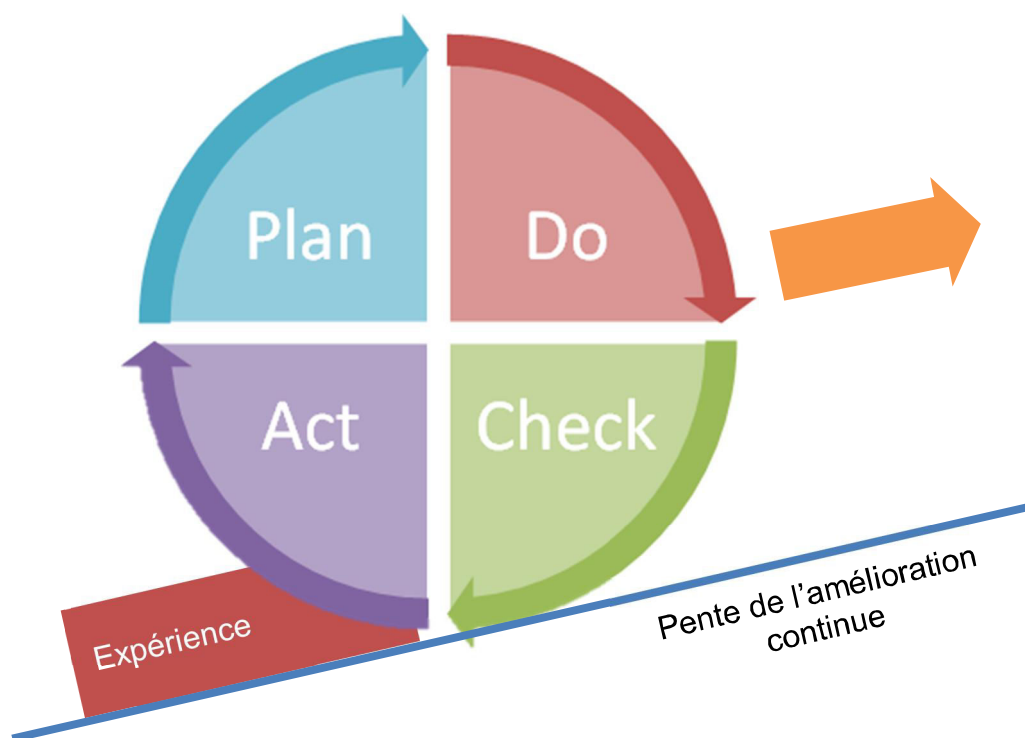 Plan
Do
Act
Check
Expérience
Pente de l’amélioration
continue